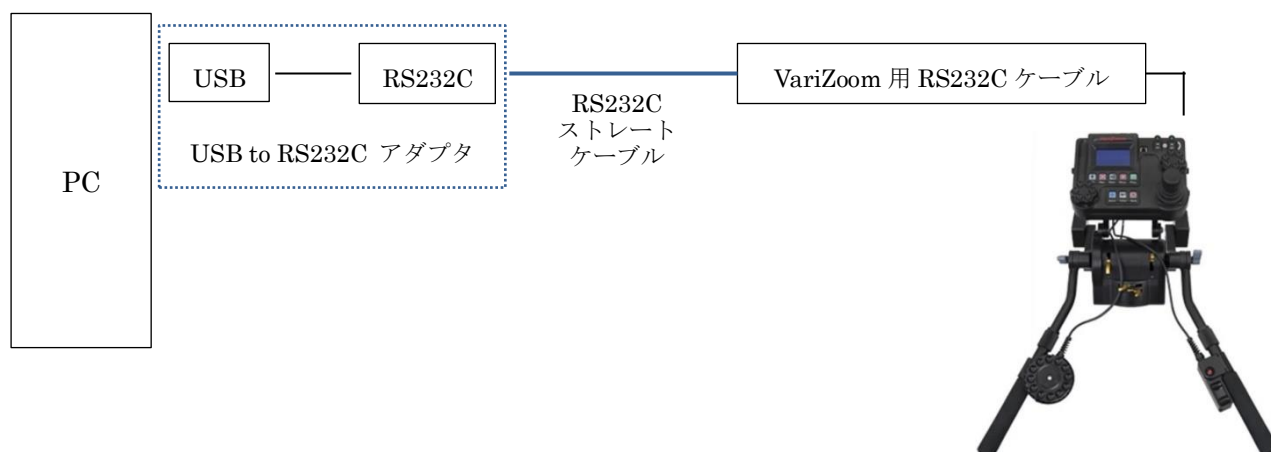 PC
USB
RS232C
USB to RS232C アダプタ
RS232C
ストレート
ケーブル
VariZoom 用 RS232C ケーブル